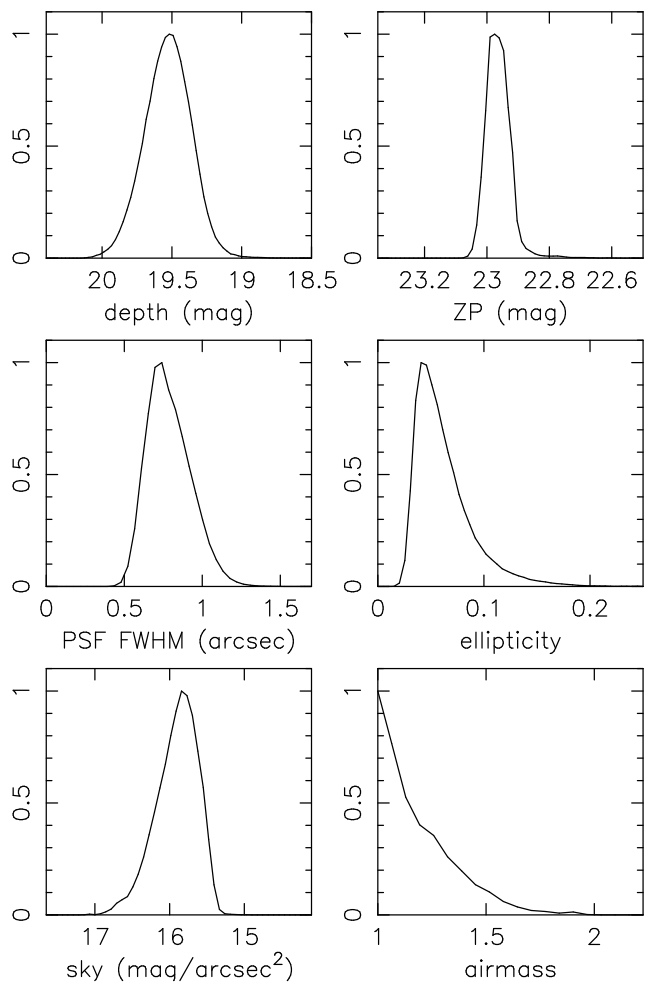 0 0.5 1
20 19.5 19 18.5
depth (mag)
0 0.5 1
23.2 23 22.8 22.6
ZP (mag)
0 0.5 1
0 0.5 1 1.5
PSF FWHM (arcsec)
0 0.5 1
0 0.1 0.2
ellipticity
0 0.5 1
17 16 15
sky (mag/arcsec²)
0 0.5 1
1 1.5 2
airmass